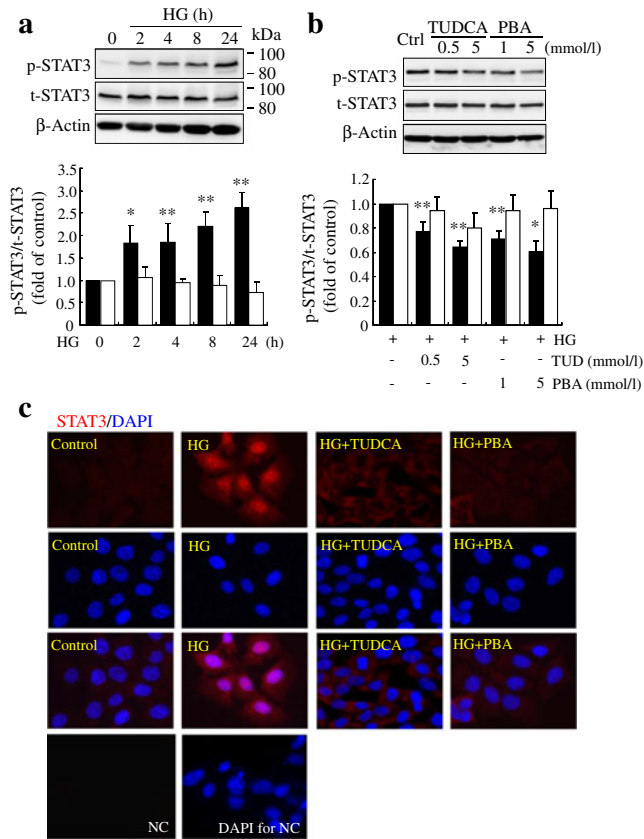 a
HG (h)
0 2 4 8 24 kDa
p-STAT3
100
80
t-STAT3
100
80
β-Actin
p-STAT3/t-STAT3
(fold of control)
3.5
3.0
2.5
2.0
1.5
1.0
0.5
0
* ** ** **
HG 0 2 4 8 24 (h)
b
Ctrl TUDCA PBA
0.5 5 1 5 (mmol/l)
p-STAT3
t-STAT3
β-Actin
p-STAT3/t-STAT3
(fold of control)
1.2
1.0
0.8
0.6
0.4
0.2
0
** ** ** *
+ + + + + HG
- 0.5 5 - - TUD (mmol/l)
- - - 1 5 PBA (mmol/l)
c
STAT3/DAPI
Control HG HG+TUDCA HG+PBA
Control HG HG+TUDCA HG+PBA
Control HG HG+TUDCA HG+PBA
NC DAPI for NC